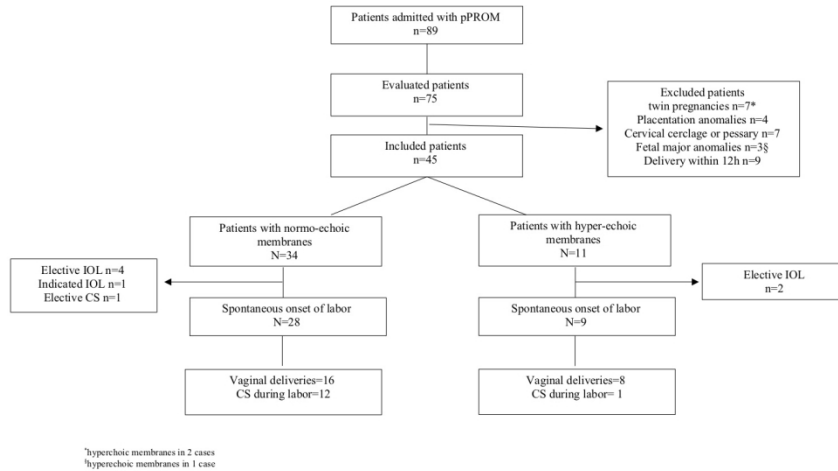 Patients admitted with pPROM
n=89
Evaluated patients
n=75
Excluded patients
twin pregnancies n=7*
Placentation anomalies n=4
Cervical cerclage or pessary n=7
Fetal major anomalies n=3§
Delivery within 12h n=9
Included patients
n=45
Patients with normo-echoic
membranes
N=34
Patients with hyper-echoic
membranes
N=11
Elective IOL n=4
Indicated IOL n=1
Elective CS n=1
Elective IOL
n=2
Spontaneous onset of labor
N=28
Spontaneous onset of labor
N=9
Vaginal deliveries=16
CS during labor=12
Vaginal deliveries=8
CS during labor= 1
*hyperchoic membranes in 2 cases
§hyperechoic membranes in 1 case